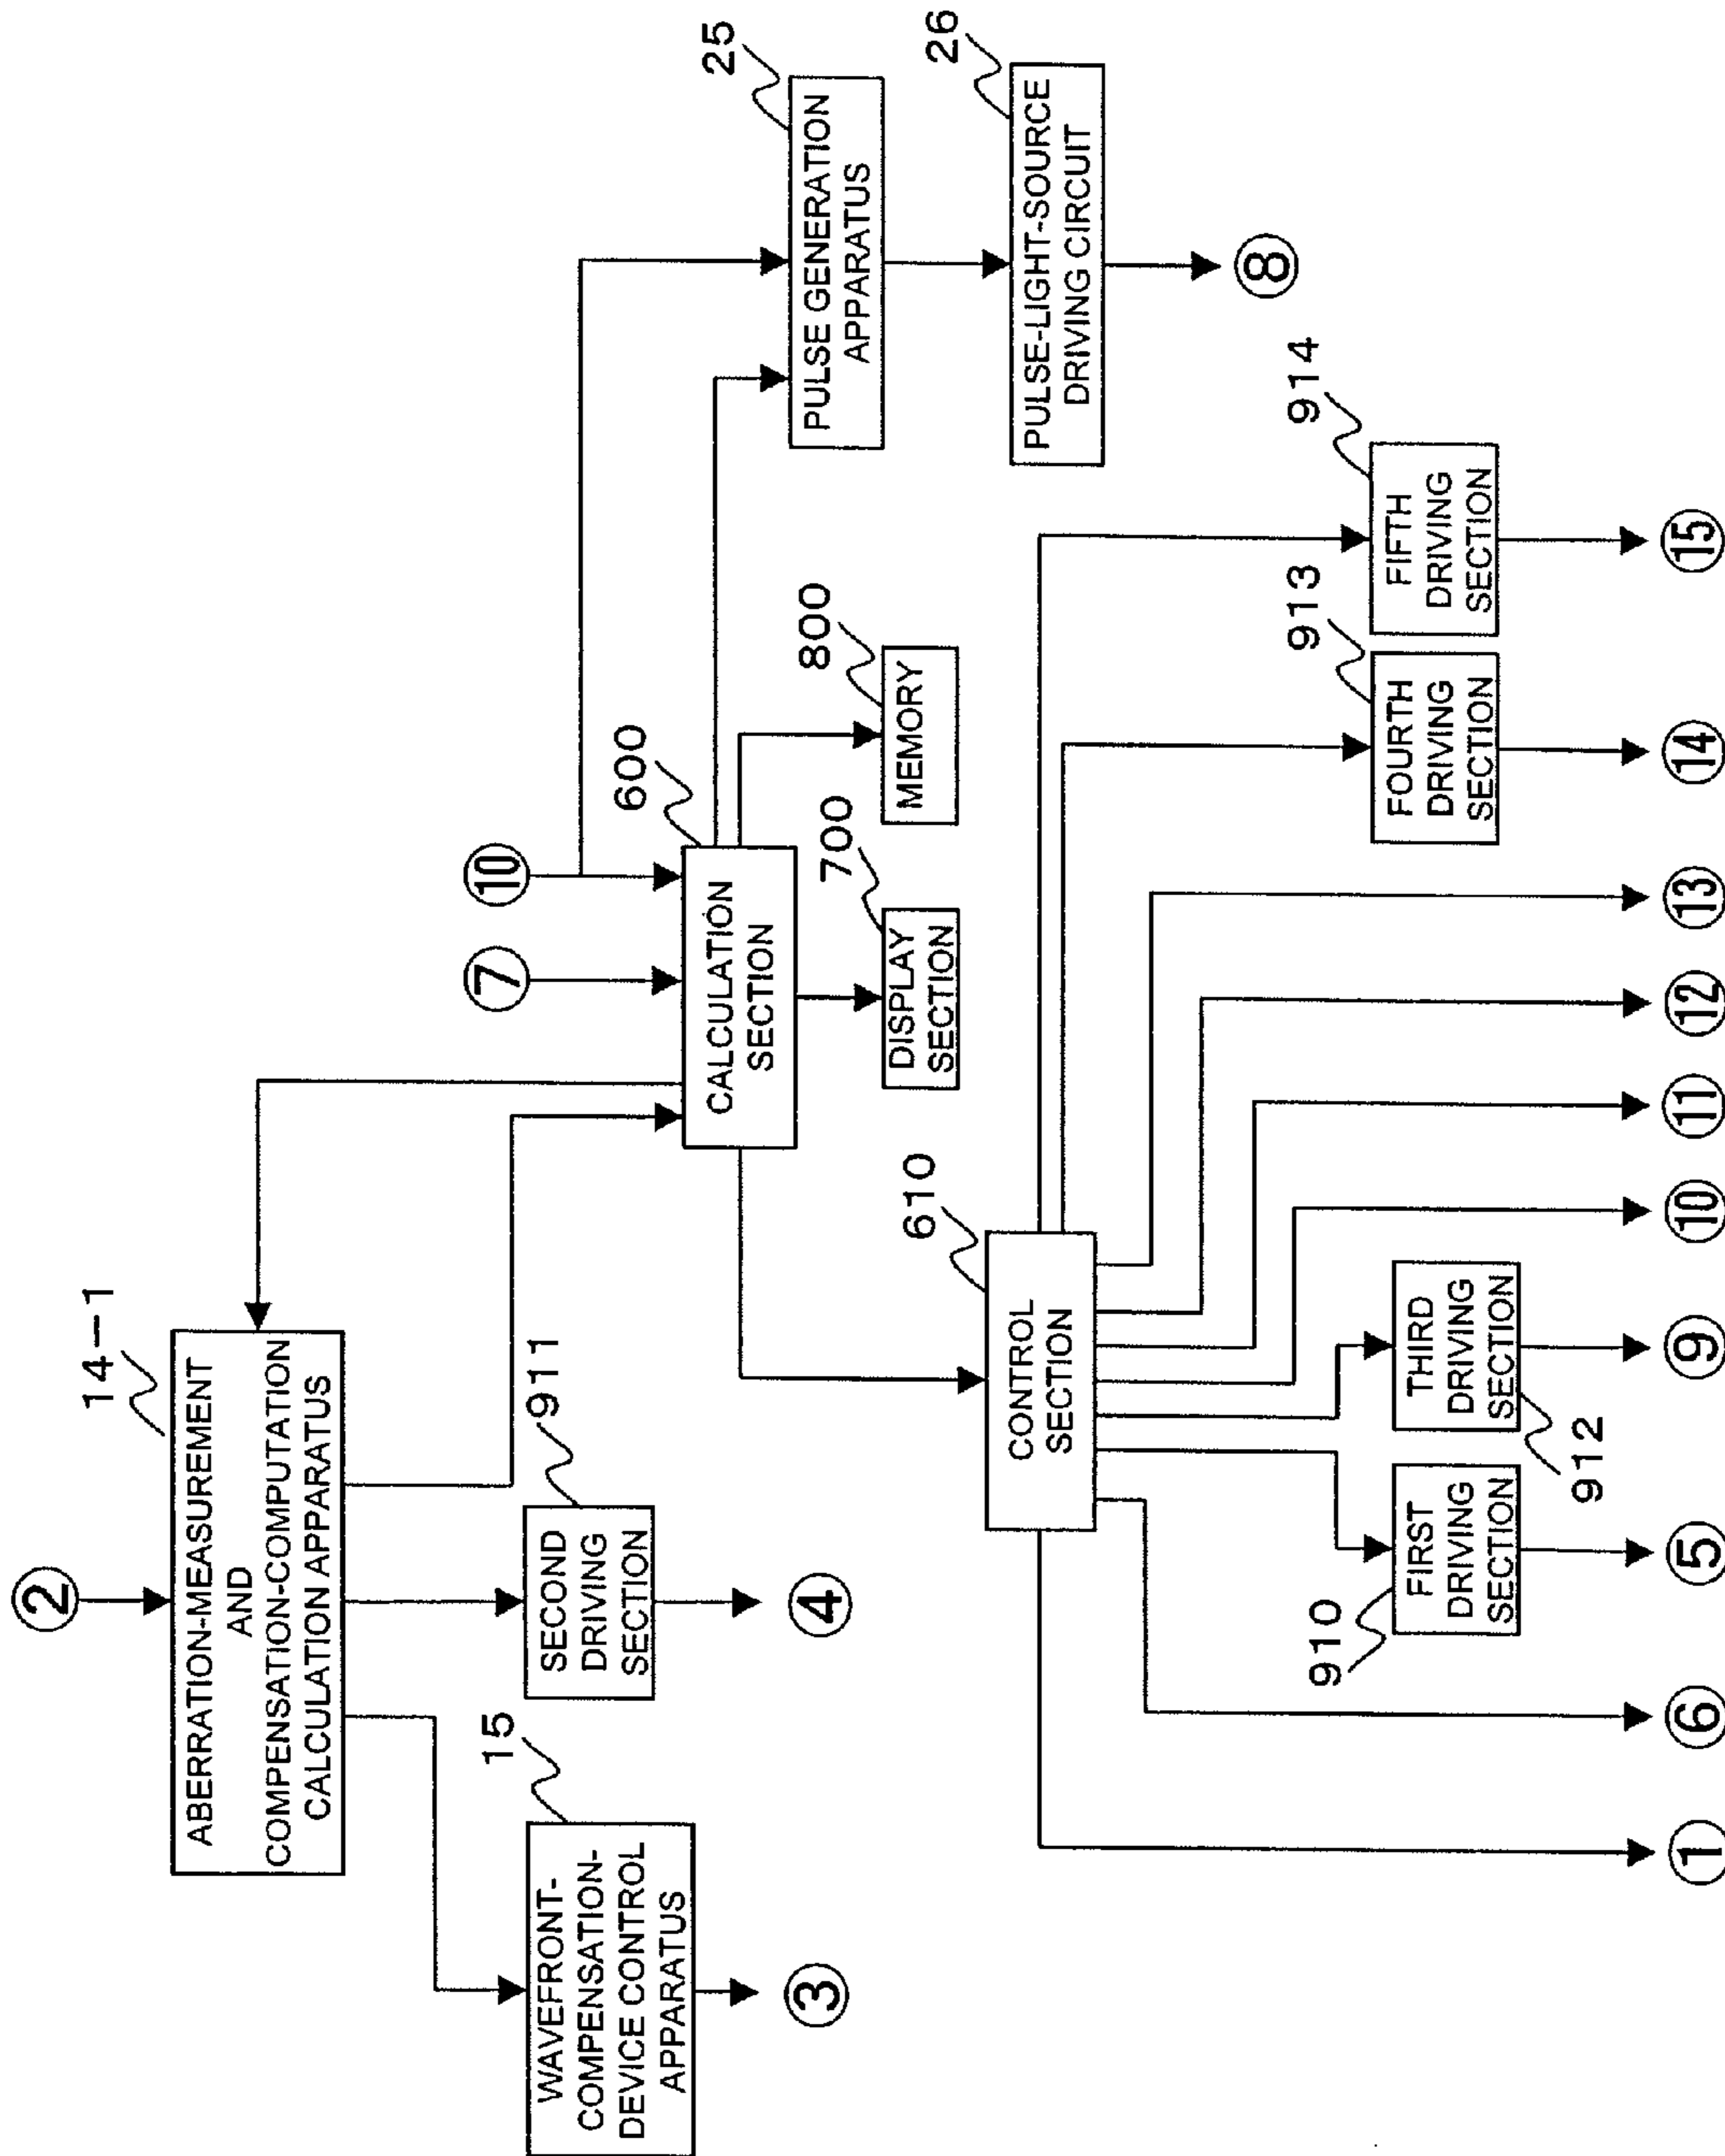 ②
14-1
ABERRATION-MEASUREMENT
AND
COMPENSATION-COMPUTATION
CALCULATION APPARATUS
15
WAVEFRONT-
COMPENSATION-
DEVICE CONTROL
APPARATUS
③
911
SECOND
DRIVING
SECTION
④
⑦
⑩
600
CALCULATION
SECTION
700
DISPLAY
SECTION
800
MEMORY
25
PULSE GENERATION
APPARATUS
26
PULSE-LIGHT-SOURCE
DRIVING CIRCUIT
⑧
610
CONTROL
SECTION
910
FIRST
DRIVING
SECTION
912
THIRD
DRIVING
SECTION
913
FOURTH
DRIVING
SECTION
914
FIFTH
DRIVING
SECTION
①
⑥
⑤
⑨
⑩
⑪
⑫
⑬
⑭
⑮